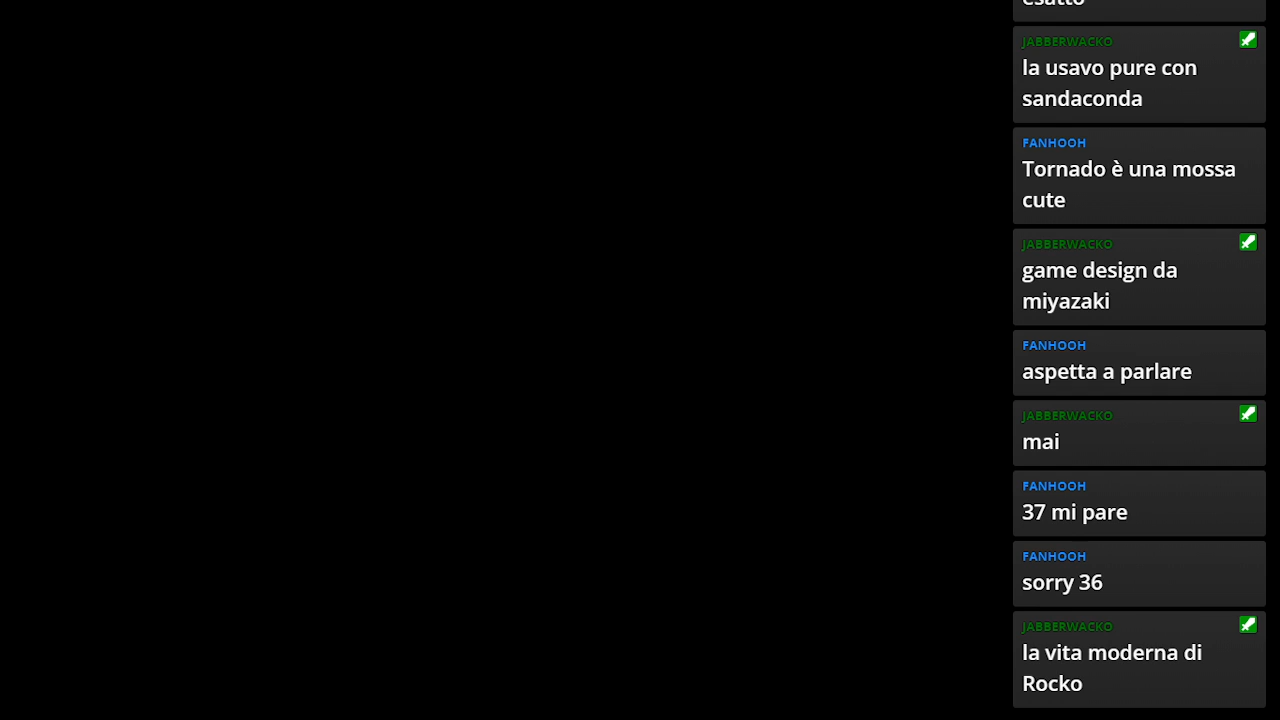 esatto
JABBERWACKO
la usavo pure con
sandaconda
FANHOOH
Tornado è una mossa
cute
JABBERWACKO
game design da
miyazaki
FANHOOH
aspetta a parlare
JABBERWACKO
mai
FANHOOH
37 mi pare
FANHOOH
sorry 36
JABBERWACKO
la vita moderna di
Rocko